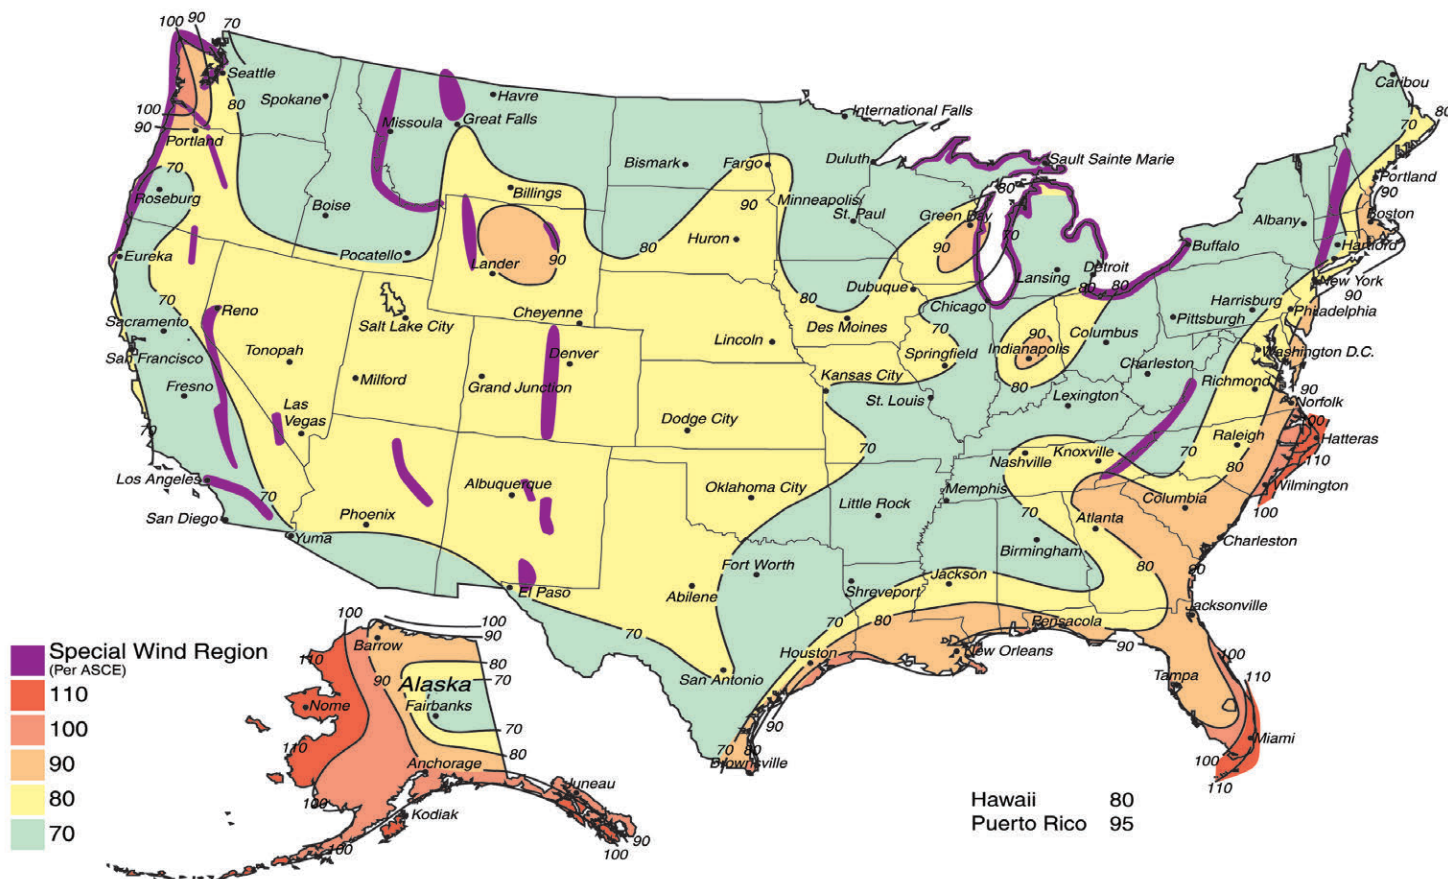 100
90
70
Seattle
80
Spokane
Havre
Missoula
Great Falls
100
90
Portland
70
Roseburg
Boise
Billings
Pocatello
Lander
90
Eureka
70
Reno
Sacramento
San Francisco
Salt Lake City
Cheyenne
Tonopah
Milford
Denver
Grand Junction
Fresno
Las
Vegas
70
Los Angeles
70
San Diego
Yuma
Phoenix
Albuquerque
El Paso
Bismark
Fargo
International Falls
Duluth
Minneapolis
St. Paul
90
Huron
80
Sault Sainte Marie
80
Green Bay
90
70
Lansing
Detroit
80
80
Buffalo
Dubuque
Chicago
80
Des Moines
Lincoln
70
Springfield
Kansas City
St. Louis
Dodge City
90
Indianapolis
80
Columbus
Charleston
Lexington
Pittsburgh
Harrisburg
Philadelphia
New York
90
Washington D.C.
Richmond
90
Norfolk
Caribou
70
80
Portland
90
Boston
Albany
Hartford
100
Hatteras
110
Wilmington
100
Raleigh
80
Columbia
Nashville
Knoxville
Memphis
70
Atlanta
Birmingham
80
Charleston
90
Jacksonville
Oklahoma City
70
Little Rock
Fort Worth
Abilene
Shreveport
Jackson
70
80
Pensacola
90
New Orleans
Houston
70
San Antonio
90
70
80
Brownsville
Tampa
100
110
Miami
100
110
100
100
90
Barrow
110
90
80
70
Alaska
Fairbanks
Nome
70
80
110
Anchorage
100
Juneau
Kodiak
90
100
100
Special Wind Region
(Per ASCE)
110
100
90
80
70
Hawaii 80
Puerto Rico 95